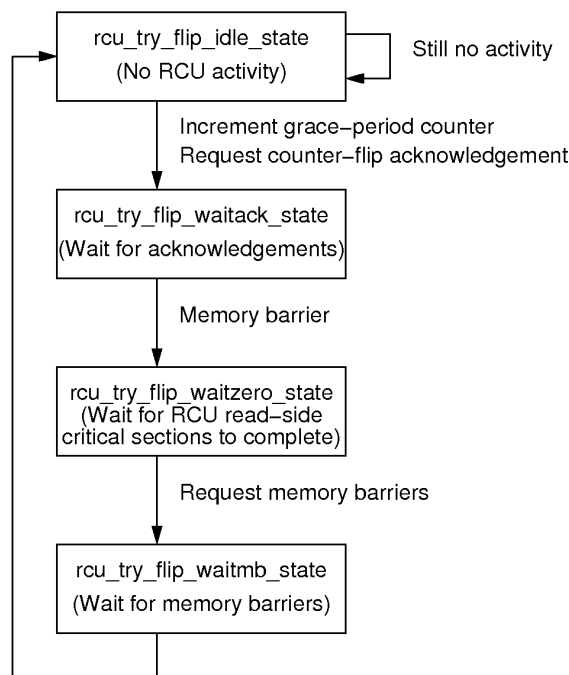 rcu_try_flip_idle_state
(No RCU activity)
Still no activity
Increment grace−period counter
Request counter−flip acknowledgement
rcu_try_flip_waitack_state
(Wait for acknowledgements)
Memory barrier
rcu_try_flip_waitzero_state
(Wait for RCU read−side
critical sections to complete)
Request memory barriers
rcu_try_flip_waitmb_state
(Wait for memory barriers)